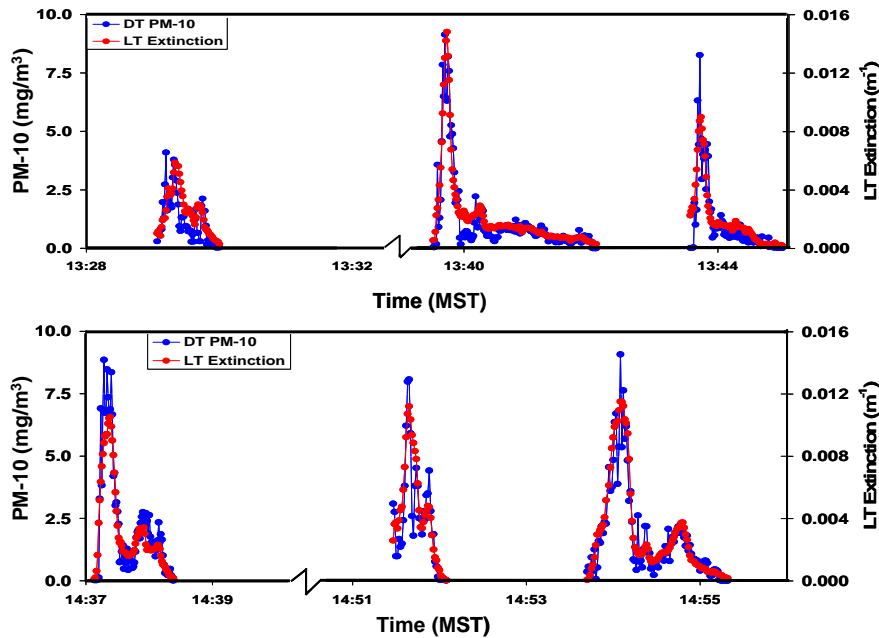 10.0
7.5
5.0
2.5
0.0
PM-10 (mg/m³)
DT PM-10
LT Extinction
0.016
0.012
0.008
0.004
0.000
LT Extinction (m⁻¹)
13:28
13:32
13:40
13:44
Time (MST)
10.0
7.5
5.0
2.5
0.0
PM-10 (mg/m³)
DT PM-10
LT Extinction
0.016
0.012
0.008
0.004
0.000
LT Extinction (m⁻¹)
14:37
14:39
14:51
14:53
14:55
Time (MST)